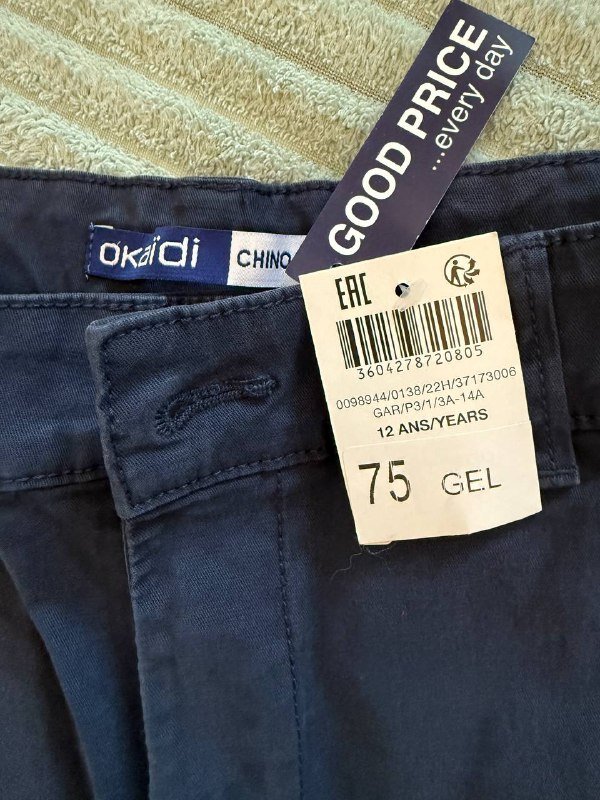 GOOD PRICE
...every day
okaïdi
CHINO
EAC
3604278720805
0098944/0138/22H/37173006
GAR/P3/1/3A-14A
12 ANS/YEARS
75 GEL